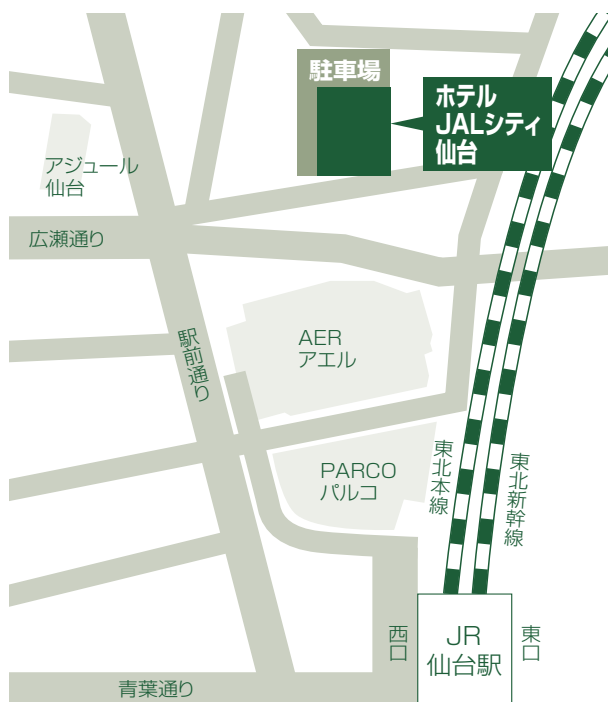 駐車場
ホテル
JALシティ
仙台
アジュール
仙台
広瀬通り
駅前通り
AER
アエル
PARCO
パルコ
東北本線
東北新幹線
西口
JR
仙台駅
東口
青葉通り